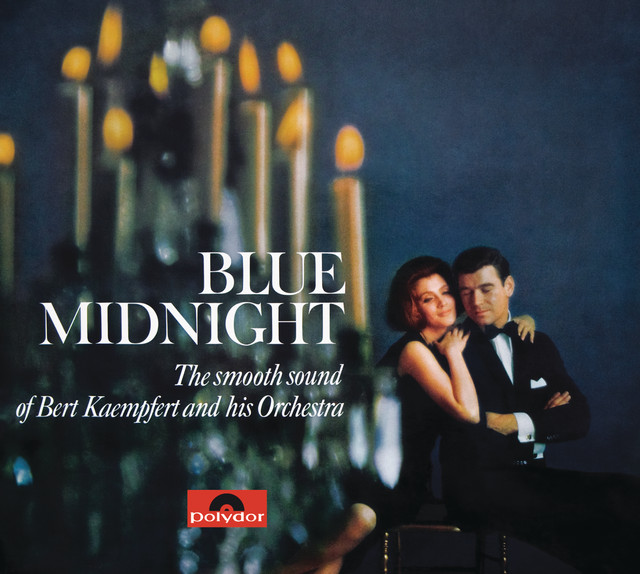 BLUE
MIDNIGHT
The smooth sound
of Bert Kaempfert and his Orchestra
polydor